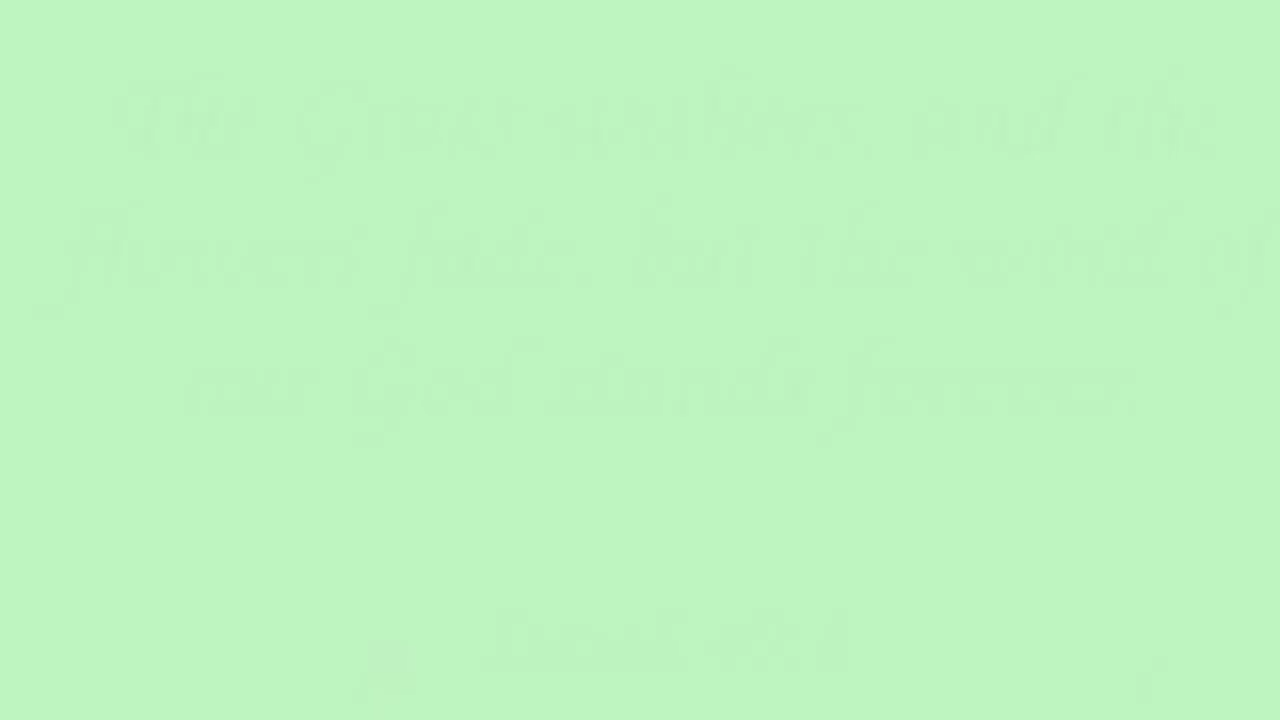 The Grass withers, and the
flowers fade, but the word of
our God stands forever.